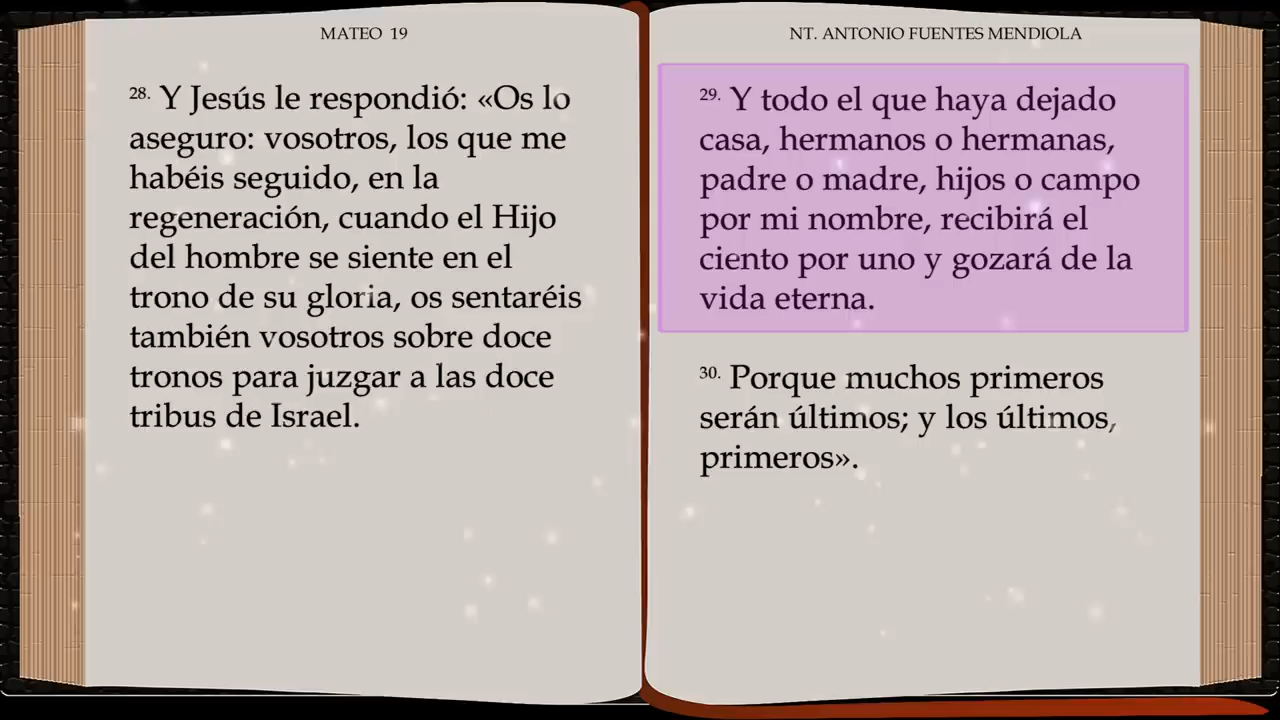 MATEO 19
28. Y Jesús le respondió: «Os lo
aseguro: vosotros, los que me
habéis seguido, en la
regeneración, cuando el Hijo
del hombre se siente en el
trono de su gloria, os sentaréis
también vosotros sobre doce
tronos para juzgar a las doce
tribus de Israel.
NT. ANTONIO FUENTES MENDIOLA
29. Y todo el que haya dejado
casa, hermanos o hermanas,
padre o madre, hijos o campo
por mi nombre, recibirá el
ciento por uno y gozará de la
vida eterna.
30. Porque muchos primeros
serán últimos; y los últimos,
primeros».